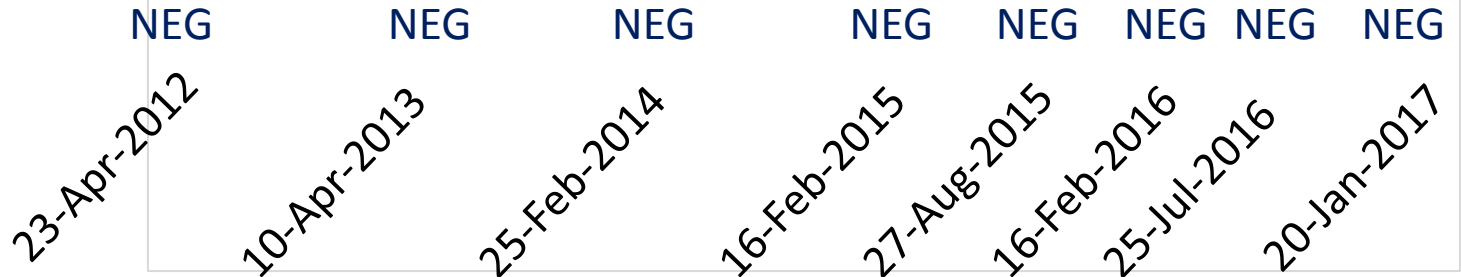 NEG NEG NEG NEG NEG NEG NEG NEG
23-Apr-2012
10-Apr-2013
25-Feb-2014
16-Feb-2015
27-Aug-2015
16-Feb-2016
25-Jul-2016
20-Jan-2017